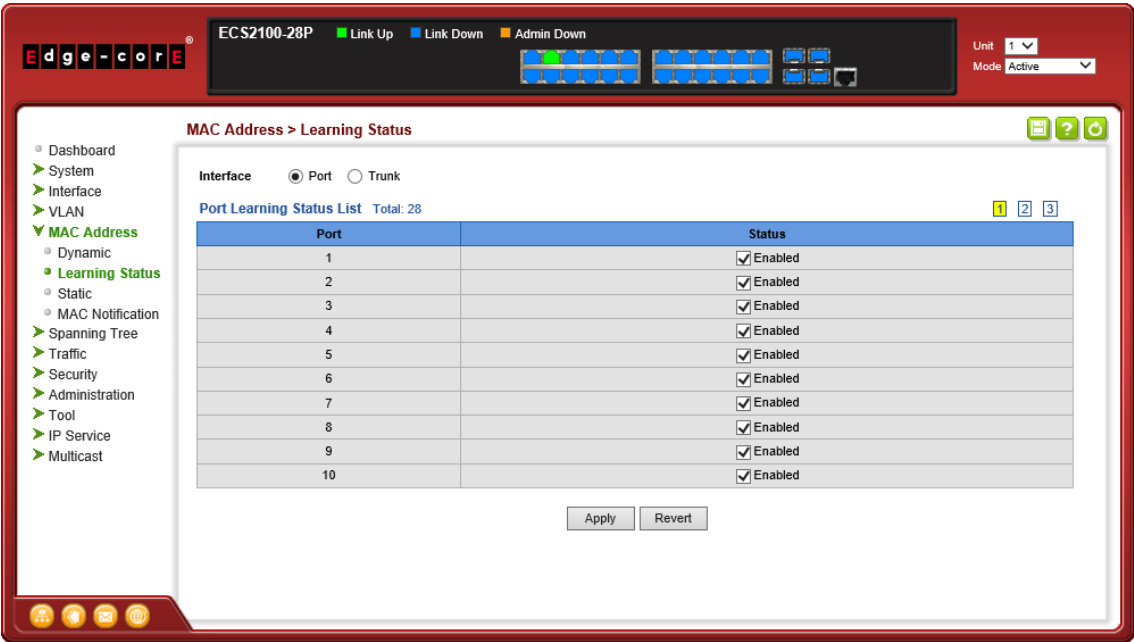 ECS2100-28P Link Up Link Down Admin Down
Edge-corE®
Unit 1
Mode Active
MAC Address > Learning Status
?
Dashboard
System
Interface
VLAN
MAC Address
Dynamic
Learning Status
Static
MAC Notification
Spanning Tree
Traffic
Security
Administration
Tool
IP Service
Multicast
Interface Port Trunk
Port Learning Status List Total: 28 1 2 3
Port Status
1 Enabled
2 Enabled
3 Enabled
4 Enabled
5 Enabled
6 Enabled
7 Enabled
8 Enabled
9 Enabled
10 Enabled
Apply Revert